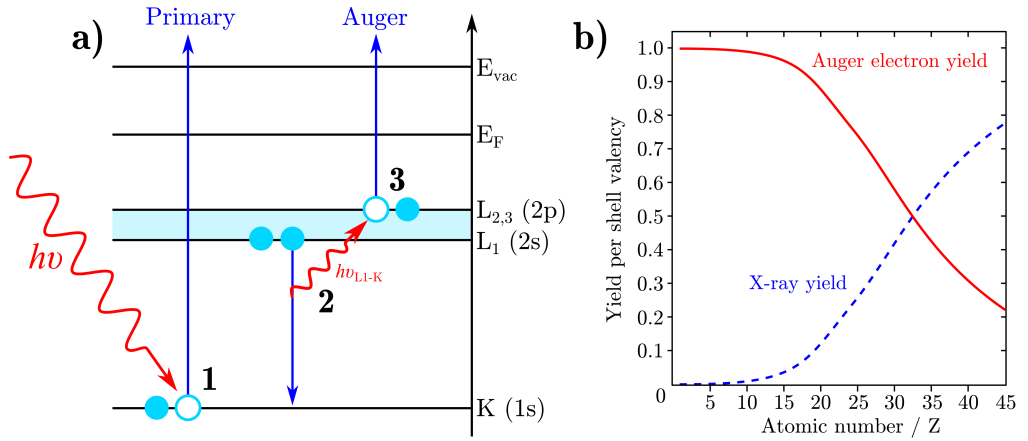 a)
Primary
Auger
E_vac
E_F
3
L_2,3 (2p)
L_1 (2s)
hυ
hυ_L1-K
2
1
K (1s)
b)
Yield per shell valency
1.0
0.9
0.8
0.7
0.6
0.5
0.4
0.3
0.2
0.1
0
Auger electron yield
X-ray yield
5 10 15 20 25 30 35 40 45
Atomic number / Z